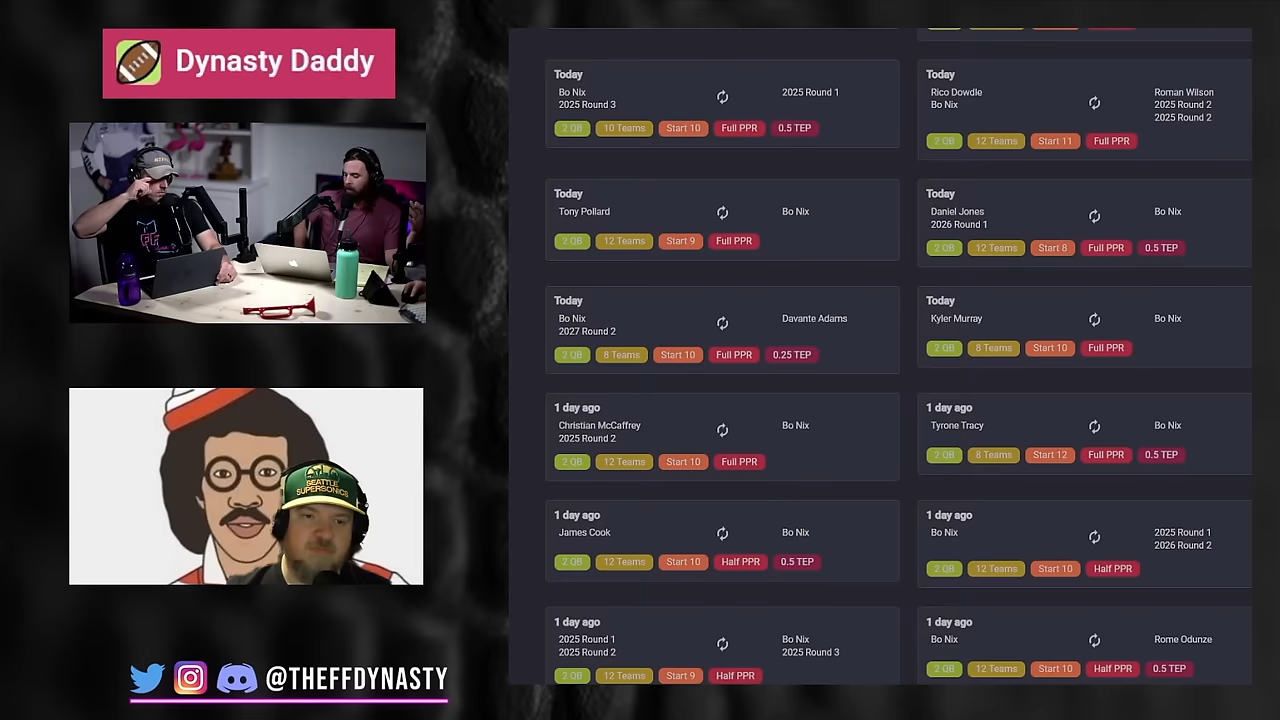 Dynasty Daddy
SEATTLE
SUPERSONICS
@THEFFDYNASTY
Today
Bo Nix
2025 Round 3
2025 Round 1
2 QB 10 Teams Start 10 Full PPR 0.5 TEP
Today
Rico Dowdle
Bo Nix
Roman Wilson
2025 Round 2
2025 Round 2
2 QB 12 Teams Start 11 Full PPR
Today
Tony Pollard
Bo Nix
2 QB 12 Teams Start 9 Full PPR
Today
Daniel Jones
2026 Round 1
Bo Nix
2 QB 12 Teams Start 8 Full PPR 0.5 TEP
Today
Bo Nix
2027 Round 2
Davante Adams
2 QB 8 Teams Start 10 Full PPR 0.25 TEP
Today
Kyler Murray
Bo Nix
2 QB 8 Teams Start 10 Full PPR
1 day ago
Christian McCaffrey
2025 Round 2
Bo Nix
2 QB 12 Teams Start 10 Full PPR
1 day ago
Tyrone Tracy
Bo Nix
2 QB 8 Teams Start 12 Full PPR 0.5 TEP
1 day ago
James Cook
Bo Nix
2 QB 12 Teams Start 10 Half PPR 0.5 TEP
1 day ago
Bo Nix
2025 Round 1
2026 Round 2
2 QB 12 Teams Start 10 Half PPR
1 day ago
2025 Round 1
2025 Round 2
Bo Nix
2025 Round 3
2 QB 12 Teams Start 9 Half PPR
1 day ago
Bo Nix
Rome Odunze
2 QB 12 Teams Start 10 Half PPR 0.5 TEP